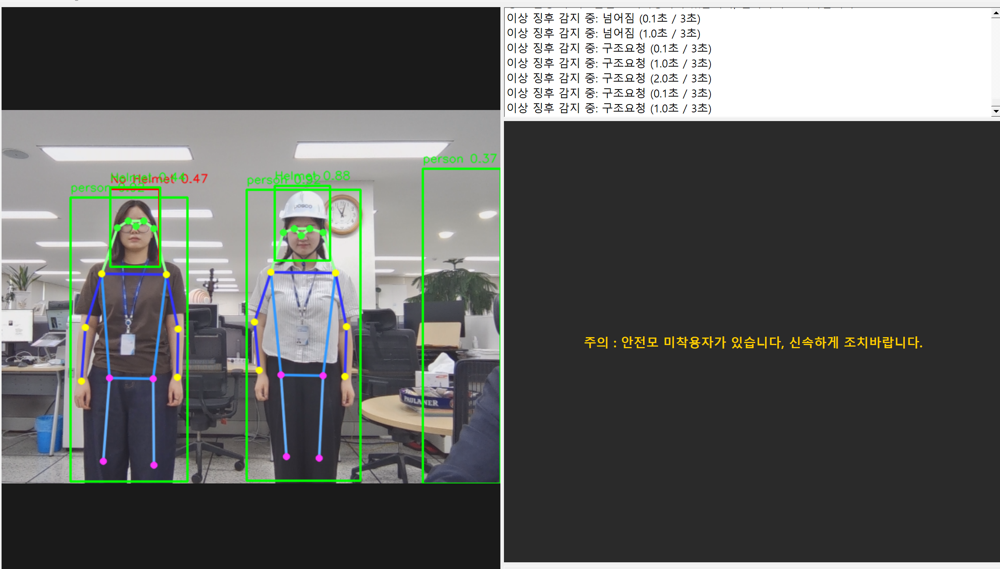 이상 징후 감지 중: 넘어짐 (0.1초 / 3초)
이상 징후 감지 중: 넘어짐 (1.0초 / 3초)
이상 징후 감지 중: 구조요청 (0.1초 / 3초)
이상 징후 감지 중: 구조요청 (1.0초 / 3초)
이상 징후 감지 중: 구조요청 (2.0초 / 3초)
이상 징후 감지 중: 구조요청 (0.1초 / 3초)
이상 징후 감지 중: 구조요청 (1.0초 / 3초)
person 0.37
Helmet 0.88
person 0.92
Helmet 0.44
No Helmet 0.47
person 0.92
posco
PAULANER
주의 : 안전모 미착용자가 있습니다, 신속하게 조치바랍니다.